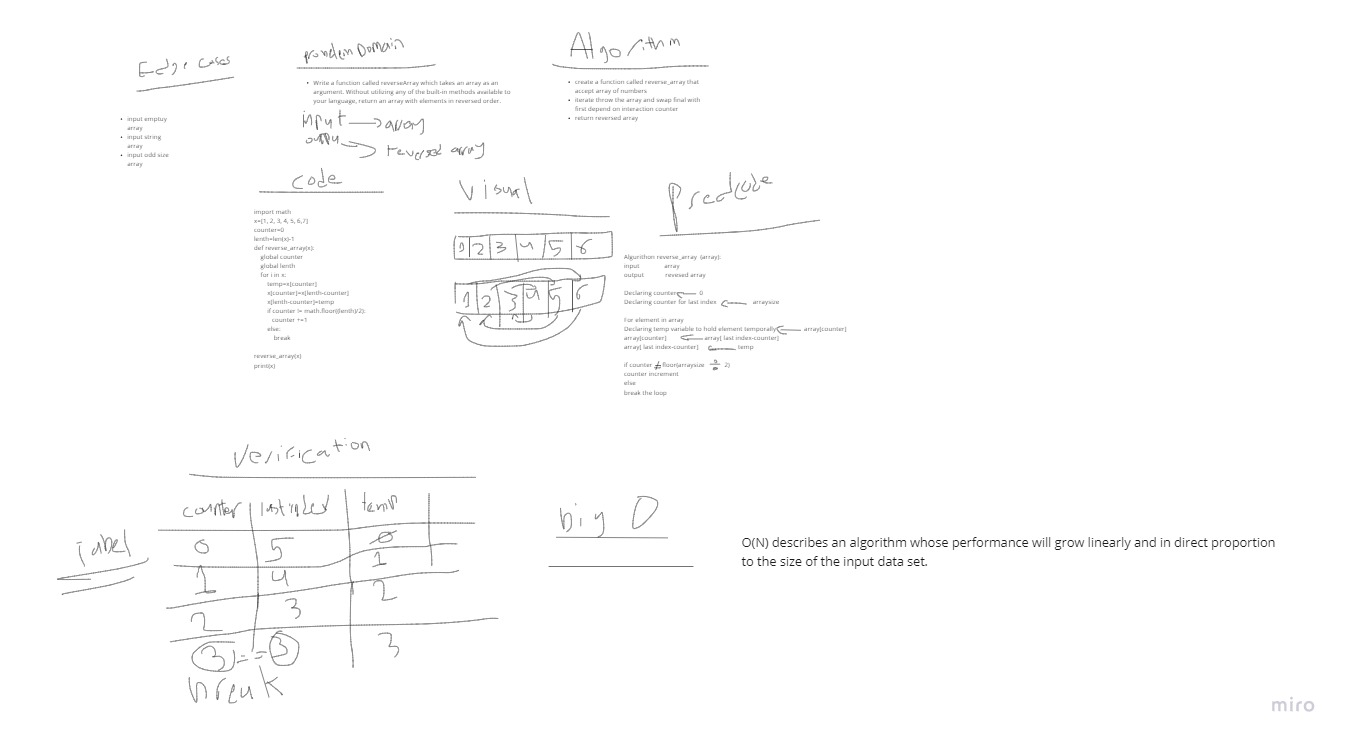 Edge cases
• input emptuy
array
• input string
array
• input odd size
array
problem Domain
• Write a function called reverseArray which takes an array as an
argument. Without utilizing any of the built-in methods available to
your language, return an array with elements in reversed order.
input → array
reversed array
Algorithm
• create a function called reverse_array that
accept array of numbers
• iterate throw the array and swap final with
first depend on interaction counter
• return reversed array
code
import math
x=[1, 2, 3, 4, 5, 6,7]
counter=0
lenth=len(x)-1
def reverse_array(x):
global counter
global lenth
for i in x:
temp=x[counter]
x[counter]=x[lenth-counter]
x[lenth-counter]=temp
if counter != math.floor((lenth)/2):
counter +=1
else:
break
reverse_array(x)
print(x)
Visual
1 2 3 4 5 6
1 2 3 4 5 6
Algorithon reverse_array (array):
input array
output revesed array
Declaring counter ← 0
Declaring counter for last index ← arraysize
For element in array
Declaring temp variable to hold element temporally ← array[counter]
array[counter] ← array[ last index-counter]
array[ last index-counter] ← temp
if counter ≠ floor(arraysize 2)
counter increment
else
break the loop
Verification
Tabel
counter last index temp
0 5 0
1
1 4 2
2 3
3 == 3 3
break
big O
O(N) describes an algorithm whose performance will grow linearly and in direct proportion
to the size of the input data set.
miro